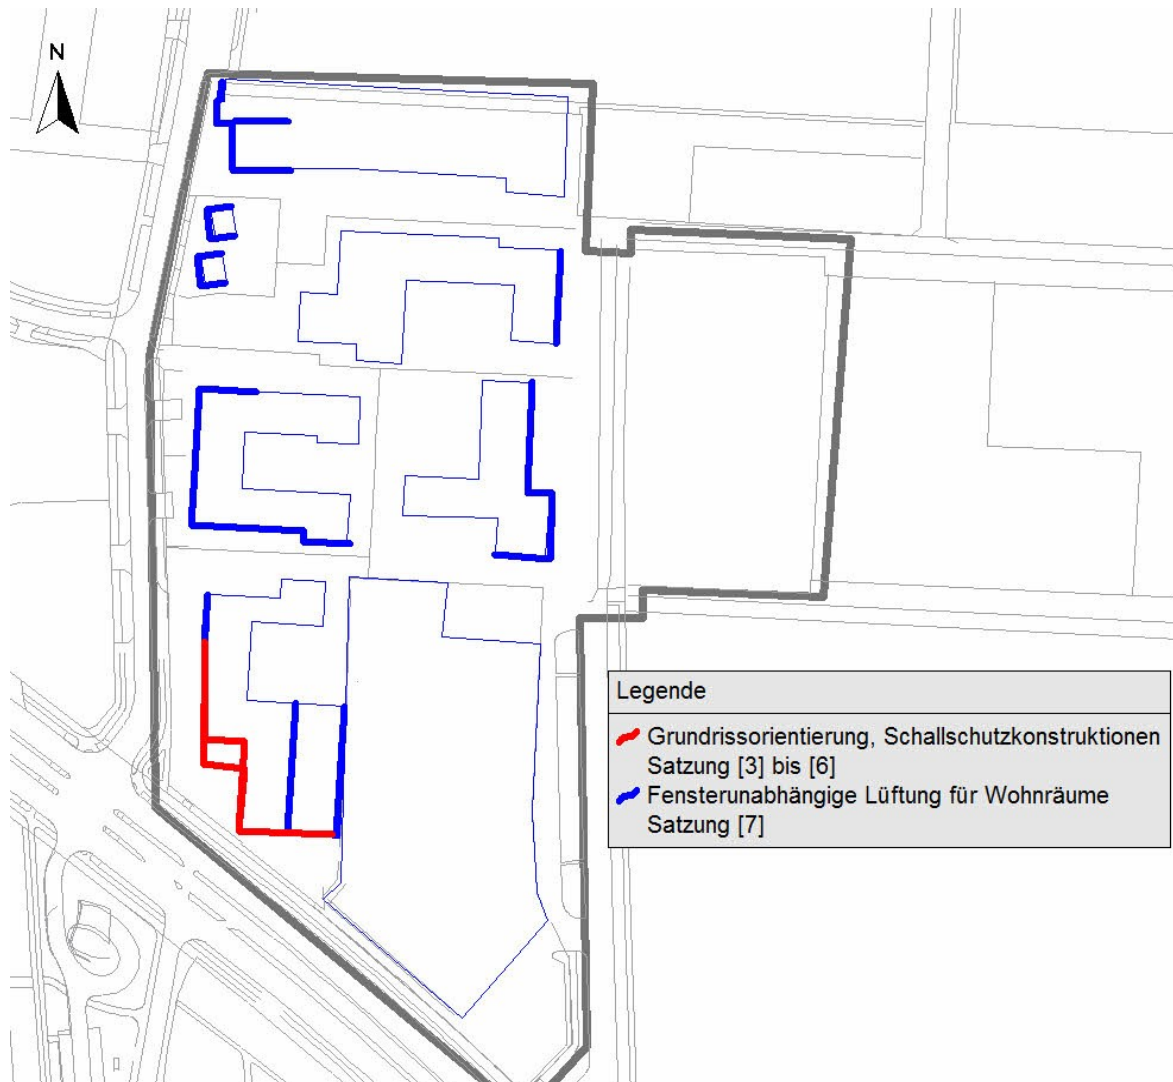 N
Legende
Grundrissorientierung, Schallschutzkonstruktionen
Satzung [3] bis [6]
Fensterunabhängige Lüftung für Wohnräume
Satzung [7]